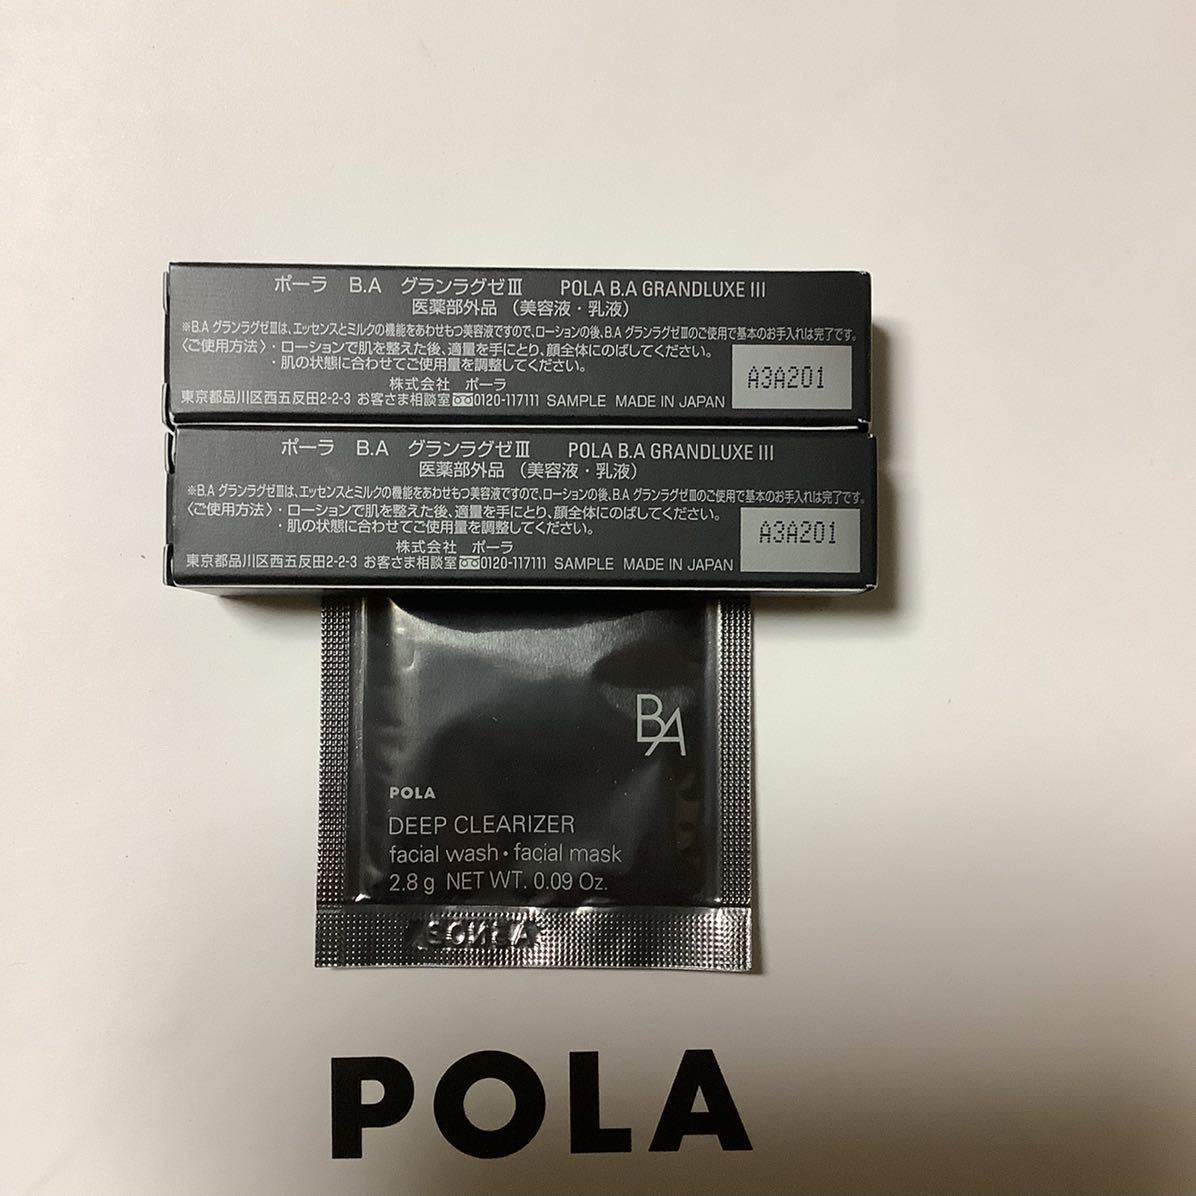 ポーラ B.A グランラグゼⅢ POLA B.A GRANDLUXE III
医薬部外品 (美容液・乳液)
※B.A グランラグゼⅢは、エッセンスとミルクの機能をあわせもつ美容液ですので、ローションの後、B.A グランラグゼⅢのご使用で基本のお手入れは完了です。
〈ご使用方法〉・ローションで肌を整えた後、適量を手にとり、顔全体にのばしてください。
・肌の状態に合わせてご使用量を調整してください。
A3A201
株式会社 ポーラ
東京都品川区西五反田2-2-3 お客さま相談室0120-117111 SAMPLE MADE IN JAPAN
ポーラ B.A グランラグゼⅢ POLA B.A GRANDLUXE III
医薬部外品 (美容液・乳液)
※B.A グランラグゼⅢは、エッセンスとミルクの機能をあわせもつ美容液ですので、ローションの後、B.A グランラグゼⅢのご使用で基本のお手入れは完了です。
〈ご使用方法〉・ローションで肌を整えた後、適量を手にとり、顔全体にのばしてください。
・肌の状態に合わせてご使用量を調整してください。
A3A201
株式会社 ポーラ
東京都品川区西五反田2-2-3 お客さま相談室0120-117111 SAMPLE MADE IN JAPAN
BA
POLA
DEEP CLEARIZER
facial wash・facial mask
2.8 g NET WT. 0.09 Oz.
POLA